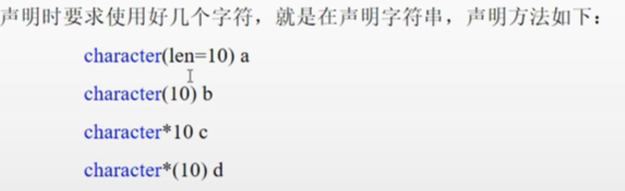 声明时要求使用好几个字符，就是在声明字符串，声明方法如下：
character(len=10) a
character(10) b
character*10 c
character*(10) d